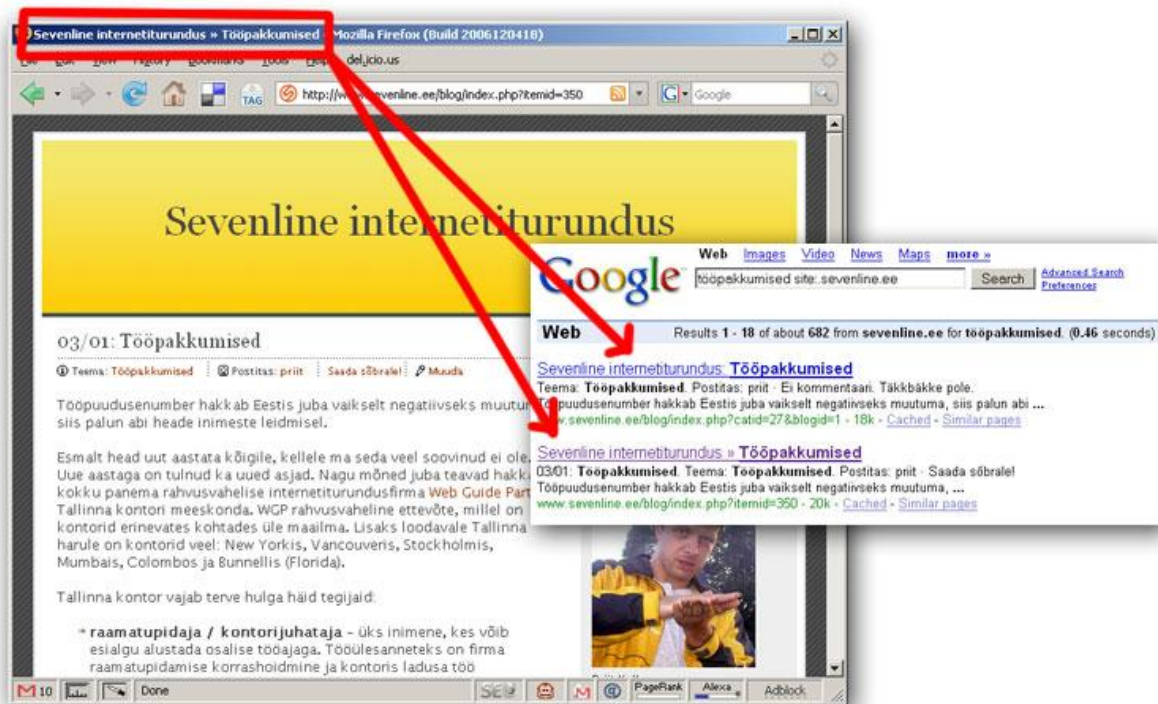 Sevenline internetiturundus » Tööpakkumised - Mozilla Firefox (Build 2006120418)
Edit View History Bookmarks Tools Help del.icio.us
TAG http://www.sevenline.ee/blog/index.php?itemid=350 G Google
Sevenline internetiturundus
03/01: Tööpakkumised
Teema: Tööpakkumised Postitas: priit Saada sõbrale! Muuda
Tööpuudusenumber hakkab Eestis juba vaikselt negatiivseks muutuma,
siis palun abi heade inimeste leidmisel.
Esmalt head uut aastata kõigile, kellele ma seda veel soovinud ei ole.
Uue aastaga on tulnud ka uued asjad. Nagu mõned juba teavad hakkan
kokku panema rahvusvahelise internetiturundusfirma Web Guide Part
Tallinna kontori meeskonda. WGP rahvusvaheline ettevõte, millel on
kontorid erinevates kohtades üle maailma. Lisaks loodavale Tallinna
harule on kontorid veel: New Yorkis, Vancouveris, Stockholmis,
Mumbais, Colombos ja Bunnellis (Florida).
Tallinna kontor vajab terve hulga häid tegijaid:
raamatupidaja / kontorijuhataja - üks inimene, kes võib
esialgu alustada osalise tööajaga. Tööülesanneteks on firma
raamatupidamise korrashoidmine ja kontoris ladusa töö
10 Done SE PageRank Alexa Adblock
Google
Web Images Video News Maps more »
tööpakkumised site:.sevenline.ee Search Advanced Search
Preferences
Web Results 1 - 18 of about 682 from sevenline.ee for tööpakkumised. (0.46 seconds)
Sevenline internetiturundus: Tööpakkumised
Teema: Tööpakkumised. Postitas: priit · Ei kommentaari. Täkkbäkke pole.
Tööpuudusenumber hakkab Eestis juba vaikselt negatiivseks muutuma, siis palun abi ...
www.sevenline.ee/blog/index.php?catid=27&blogid=1 - 18k - Cached - Similar pages
Sevenline internetiturundus » Tööpakkumised
03/01: Tööpakkumised. Teema: Tööpakkumised. Postitas: priit · Saada sõbrale!
Tööpuudusenumber hakkab Eestis juba vaikselt negatiivseks muutuma, ...
www.sevenline.ee/blog/index.php?itemid=350 - 20k - Cached - Similar pages